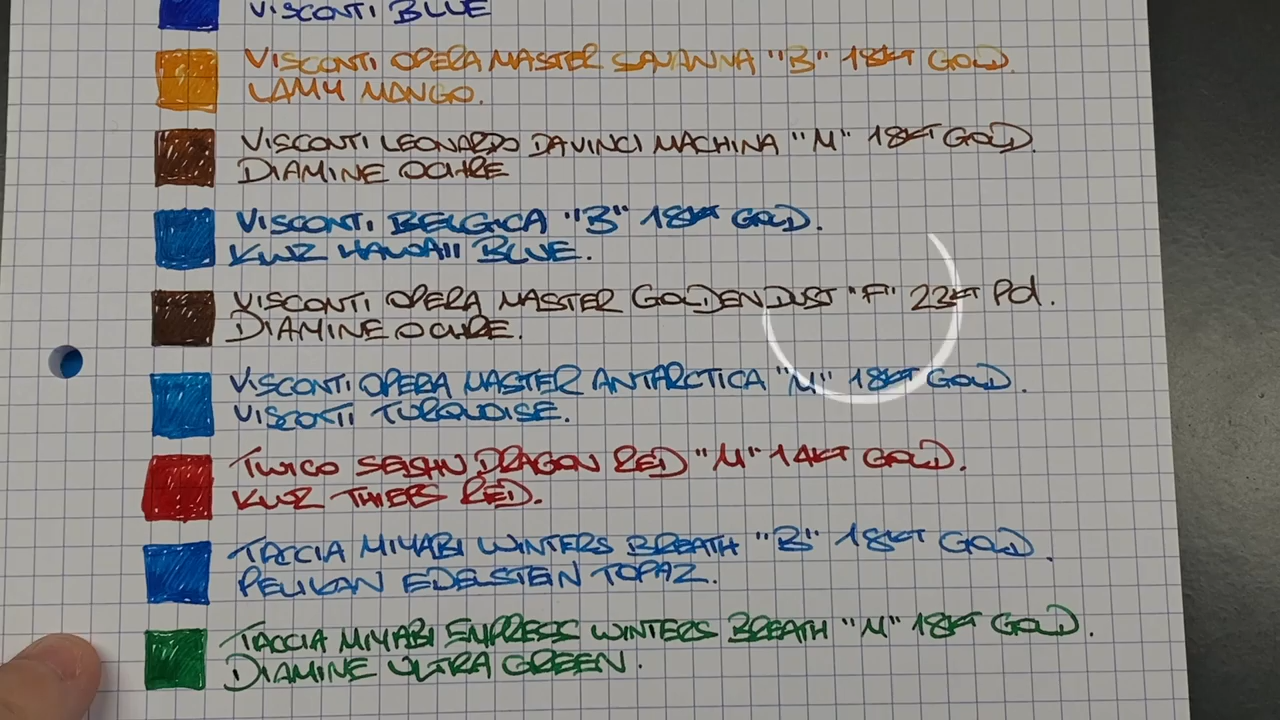 VISCONTI BLUE
VISCONTI OPERA MASTER SAVANNA "B" 18KT GOLD.
LAMY MANGO.
VISCONTI LEONARDO DA VINCI MACHINA "M" 18KT GOLD.
DIAMINE OCHRE
VISCONTI BELGICA "B" 18KT GOLD.
KWZ HAWAII BLUE.
VISCONTI OPERA MASTER GOLDEN DUST "F" 23KT Pd.
DIAMINE OCHRE.
VISCONTI OPERA MASTER ANTARCTICA "M" 18KT GOLD.
VISCONTI TURQUOISE.
DRAGON RED "M" 14KT GOLD.
KWZ RED.
TACCIA MIYABI WINTERS BREATH "B" 18KT GOLD.
PELIKAN EDELSTEIN TOPAZ.
TACCIA MIYABI EMPRESS WINTERS BREATH "M" 18KT GOLD.
DIAMINE ULTRA GREEN.